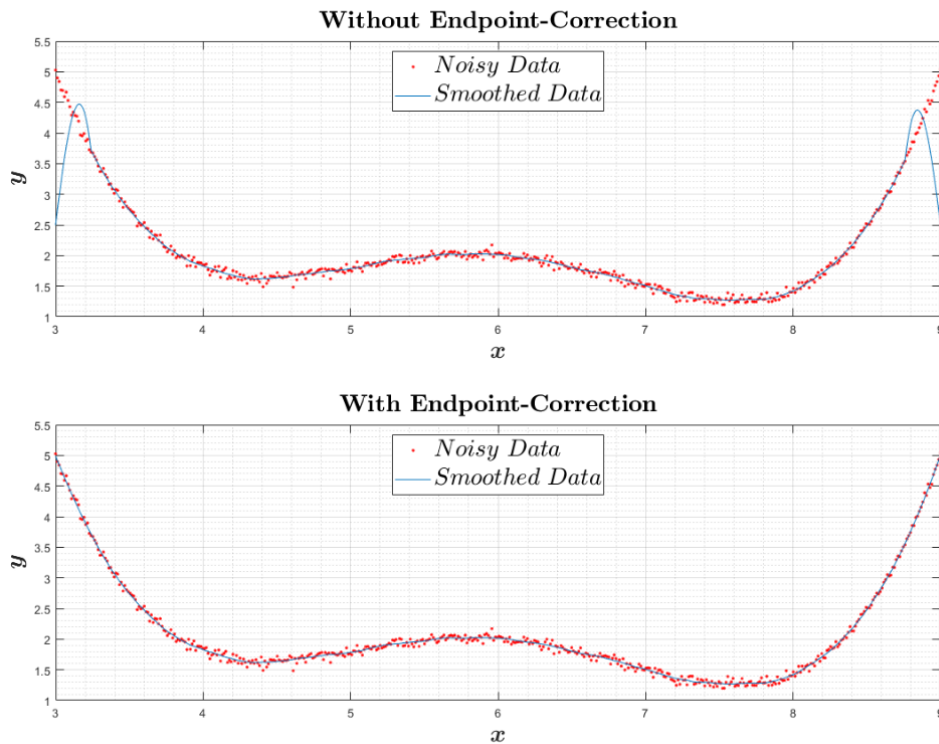 Without Endpoint-Correction
5.5
5
4.5
4
3.5
3
2.5
2
1.5
1
y
Noisy Data
Smoothed Data
3 4 5 6 7 8 9
x
With Endpoint-Correction
5.5
5
4.5
4
3.5
3
2.5
2
1.5
1
y
Noisy Data
Smoothed Data
3 4 5 6 7 8 9
x